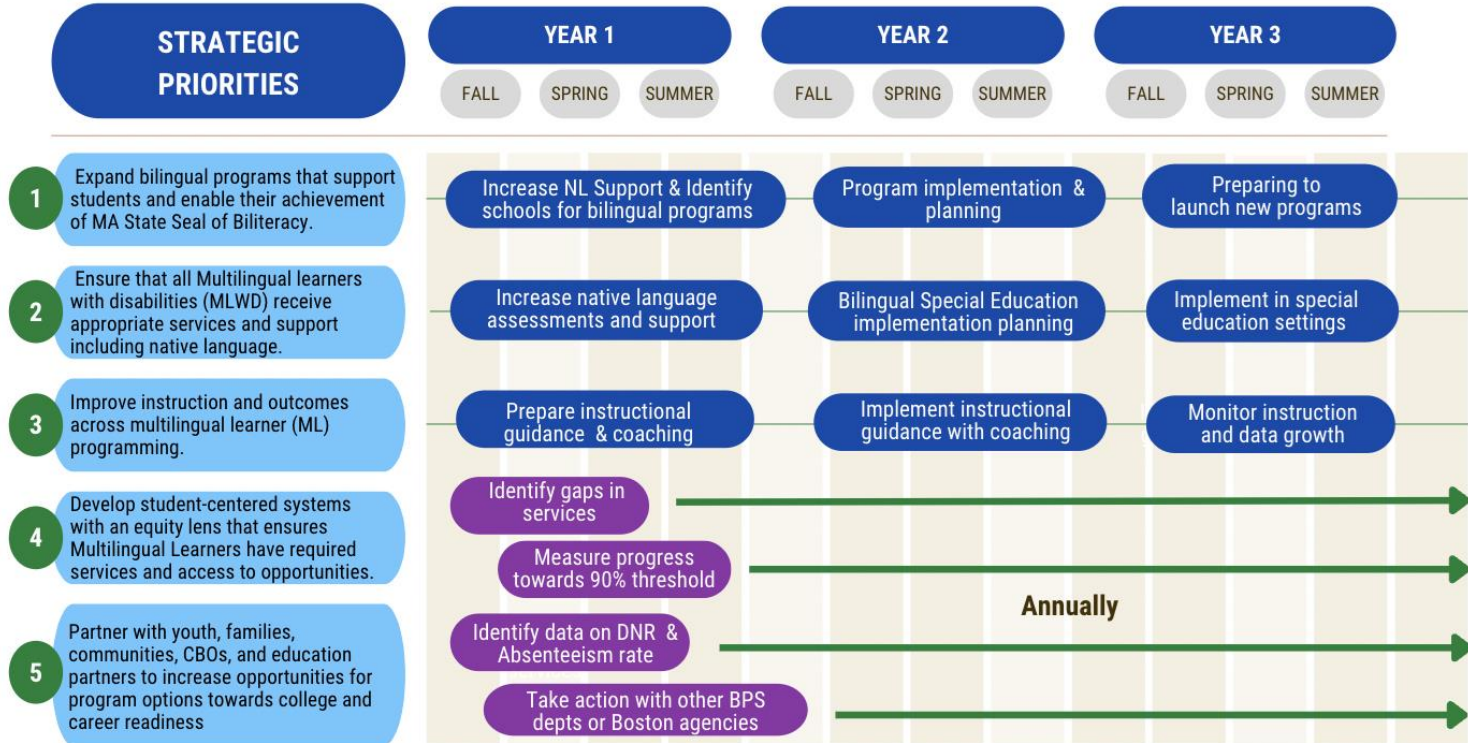 STRATEGIC
PRIORITIES
YEAR 1
YEAR 2
YEAR 3
FALL
SPRING
SUMMER
FALL
SPRING
SUMMER
FALL
SPRING
SUMMER
1
Expand bilingual programs that support
students and enable their achievement
of MA State Seal of Biliteracy.
Increase NL Support & Identify
schools for bilingual programs
Program implementation &
planning
Preparing to
launch new programs
2
Ensure that all Multilingual learners
with disabilities (MLWD) receive
appropriate services and support
including native language.
Increase native language
assessments and support
Bilingual Special Education
implementation planning
Implement in special
education settings
3
Improve instruction and outcomes
across multilingual learner (ML)
programming.
Prepare instructional
guidance & coaching
Implement instructional
guidance with coaching
Monitor instruction
and data growth
4
Develop student-centered systems
with an equity lens that ensures
Multilingual Learners have required
services and access to opportunities.
Identify gaps in
services
Measure progress
towards 90% threshold
Annually
5
Partner with youth, families,
communities, CBOs, and education
partners to increase opportunities for
program options towards college and
career readiness
Identify data on DNR &
Absenteeism rate
Take action with other BPS
depts or Boston agencies